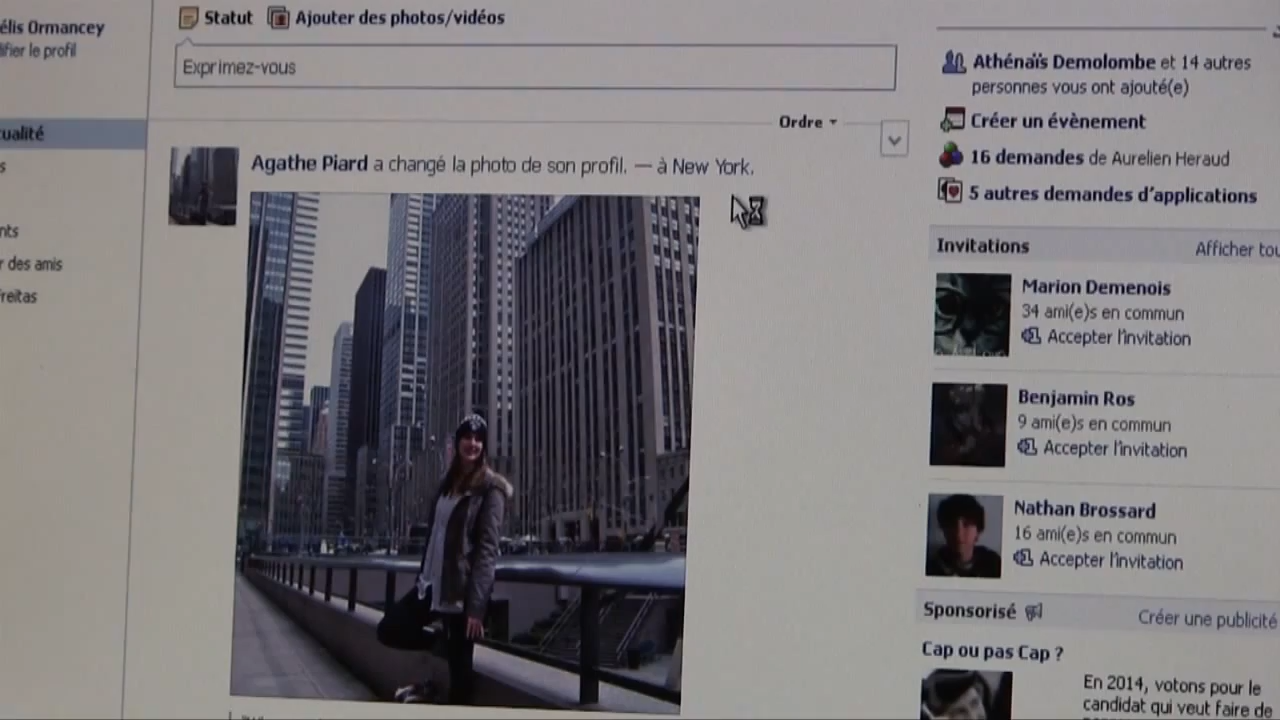 élis Ormancey
ifier le profil
ualité
s
nts
r des amis
reitas
Statut Ajouter des photos/vidéos
Exprimez-vous
Ordre
Agathe Piard a changé la photo de son profil. — à New York.
Athénaïs Demolombe et 14 autres
personnes vous ont ajouté(e)
Créer un évènement
16 demandes de Aurelien Heraud
5 autres demandes d'applications
Invitations Afficher tou
Marion Demenois
34 ami(e)s en commun
Accepter l'invitation
Benjamin Ros
9 ami(e)s en commun
Accepter l'invitation
Nathan Brossard
16 ami(e)s en commun
Accepter l'invitation
Sponsorisé Créer une publicité
Cap ou pas Cap ?
En 2014, votons pour le
candidat qui veut faire de